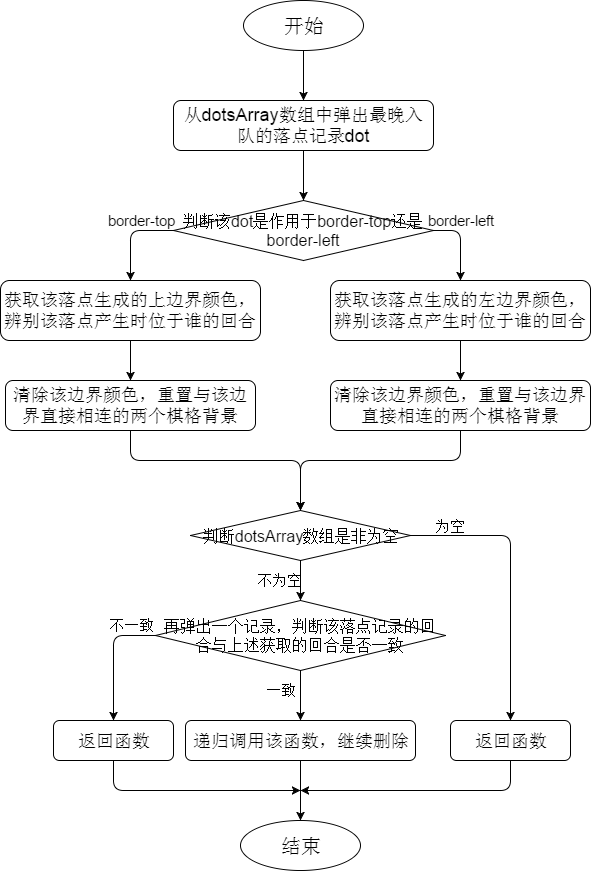 开始
从dotsArray数组中弹出最晚入
队的落点记录dot
border-top
判断该dot是作用于border-top还是
border-left
border-left
获取该落点生成的上边界颜色，
辨别该落点产生时位于谁的回合
获取该落点生成的左边界颜色，
辨别该落点产生时位于谁的回合
清除该边界颜色，重置与该边
界直接相连的两个棋格背景
清除该边界颜色，重置与该边界
直接相连的两个棋格背景
判断dotsArray数组是非为空
为空
不为空
不一致
再弹出一个记录，判断该落点记录的回
合与上述获取的回合是否一致
一致
返回函数
递归调用该函数，继续删除
返回函数
结束